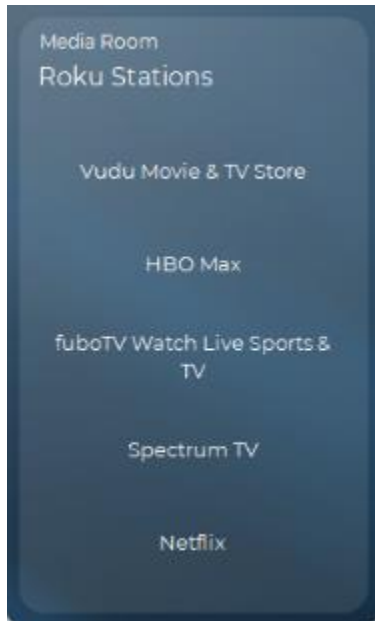 Media Room
Roku Stations
Vudu Movie & TV Store
HBO Max
fuboTV Watch Live Sports &
TV
Spectrum TV
Netflix